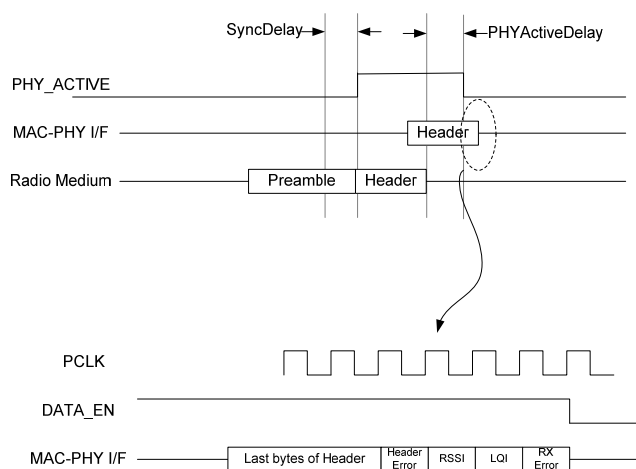 SyncDelay
PHYActiveDelay
PHY_ACTIVE
MAC-PHY I/F
Header
Radio Medium
Preamble
Header
PCLK
DATA_EN
MAC-PHY I/F
Last bytes of Header
Header
Error
RSSI
LQI
RX
Error